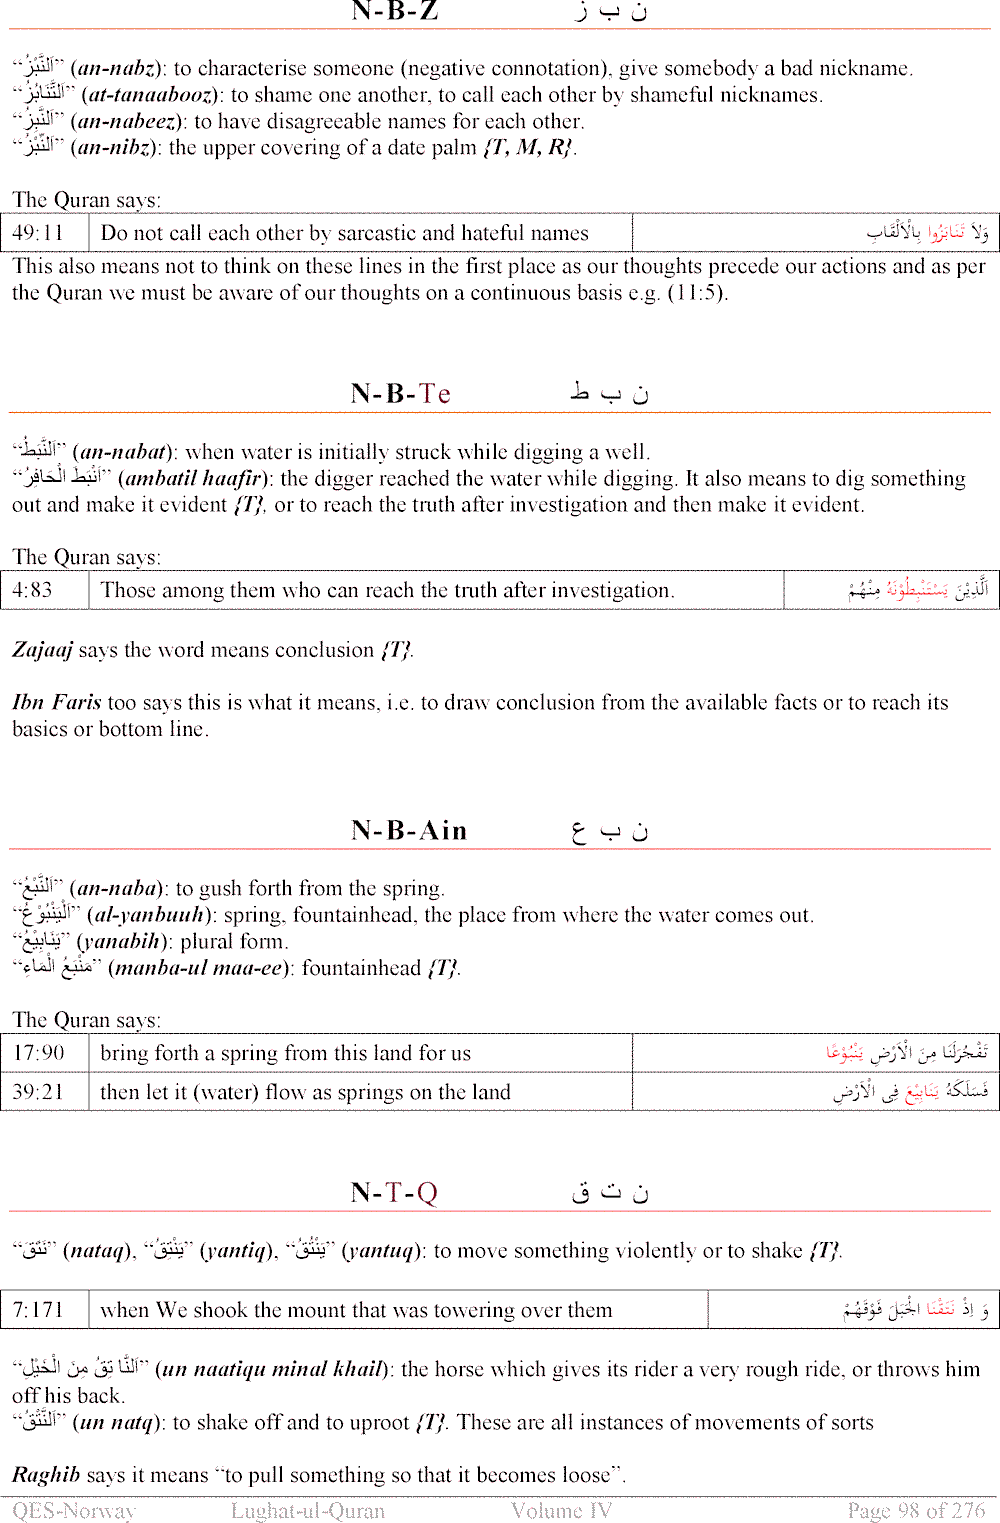 N-B-Z ن ب ز
“اَلنَّبْزُ” (an-nabz): to characterise someone (negative connotation), give somebody a bad nickname.
“اَلتَّنَابُزُ” (at-tanaabooz): to shame one another, to call each other by shameful nicknames.
“اَلنَّبِزُ” (an-nabeez): to have disagreeable names for each other.
“اَلنِّبْزُ” (an-nibz): the upper covering of a date palm {T, M, R}.
The Quran says:
49:11 Do not call each other by sarcastic and hateful names وَلاَ تَنَابَزُوا بِالْاَلْقَابِ
This also means not to think on these lines in the first place as our thoughts precede our actions and as per
the Quran we must be aware of our thoughts on a continuous basis e.g. (11:5).
N-B-Te ن ب ط
“اَلنَّبَطُ” (an-nabat): when water is initially struck while digging a well.
“اَنْبَطَ الْحَافِرُ” (ambatil haafir): the digger reached the water while digging. It also means to dig something
out and make it evident {T}, or to reach the truth after investigation and then make it evident.
The Quran says:
4:83 Those among them who can reach the truth after investigation. اَلَّذِيْنَ يَسْتَنْبِطُوْنَهُ مِنْهُمْ
Zajaaj says the word means conclusion {T}.
Ibn Faris too says this is what it means, i.e. to draw conclusion from the available facts or to reach its
basics or bottom line.
N-B-Ain ن ب ع
“اَلنَّبْعُ” (an-naba): to gush forth from the spring.
“اَلْيَنْبُوْعُ” (al-yanbuuh): spring, fountainhead, the place from where the water comes out.
“يَنَابِيْعُ” (yanabih): plural form.
“مَنْبَعُ الْمَاءِ” (manba-ul maa-ee): fountainhead {T}.
The Quran says:
17:90 bring forth a spring from this land for us تَفْجُرَلَنَا مِنَ الْاَرْضِ يَنْبُوْعًا
39:21 then let it (water) flow as springs on the land فَسَلَكَهُ يَنَابِيْعَ فِى الْاَرْضِ
N-T-Q ن ت ق
“نَتَقَ” (nataq), “يَنْتِقُ” (yantiq), “يَنْتُقُ” (yantuq): to move something violently or to shake {T}.
7:171 when We shook the mount that was towering over them وَ اِذْ نَتَقْنَا الْجَبَلَ فَوْقَهُمْ
“اَلنَّا تِقُ مِنَ الْخَيْلِ” (un naatiqu minal khail): the horse which gives its rider a very rough ride, or throws him
off his back.
“اَلنَّتْقُ” (un natq): to shake off and to uproot {T}. These are all instances of movements of sorts
Raghib says it means “to pull something so that it becomes loose”.
QES-Norway Lughat-ul-Quran Volume IV Page 98 of 276